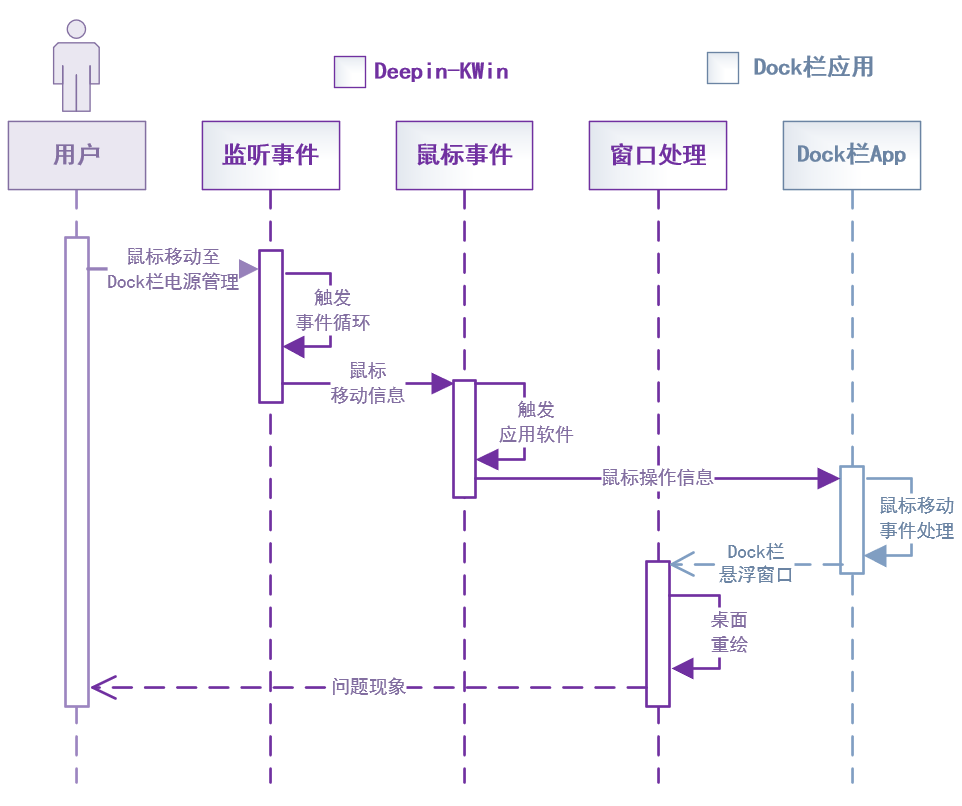 Deepin-KWin
Dock栏应用
用户
监听事件
鼠标事件
窗口处理
Dock栏App
鼠标移动至
Dock栏电源管理
触发
事件循环
鼠标
移动信息
触发
应用软件
鼠标操作信息
鼠标移动
事件处理
Dock栏
悬浮窗口
桌面
重绘
问题现象